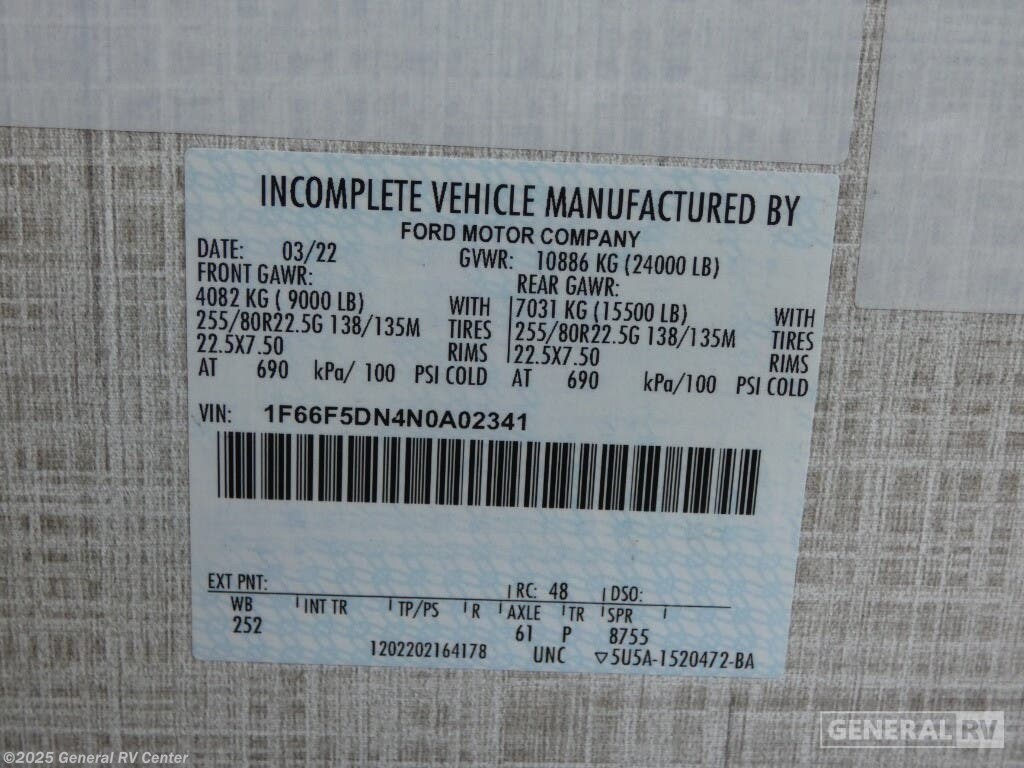 INCOMPLETE VEHICLE MANUFACTURED BY
FORD MOTOR COMPANY
DATE: 03/22 GVWR: 10886 KG (24000 LB)
FRONT GAWR: REAR GAWR:
4082 KG ( 9000 LB) WITH 7031 KG (15500 LB) WITH
255/80R22.5G 138/135M TIRES 255/80R22.5G 138/135M TIRES
22.5X7.50 RIMS 22.5X7.50 RIMS
AT 690 kPa/ 100 PSI COLD AT 690 kPa/100 PSI COLD
VIN: 1F66F5DN4N0A02341
EXT PNT: RC: 48 DSO:
WB INT TR TP/PS R AXLE TR SPR
252 61 P 8755
1202202164178 UNC ▽5U5A-1520472-BA
GENERAL RV
©2025 General RV Center